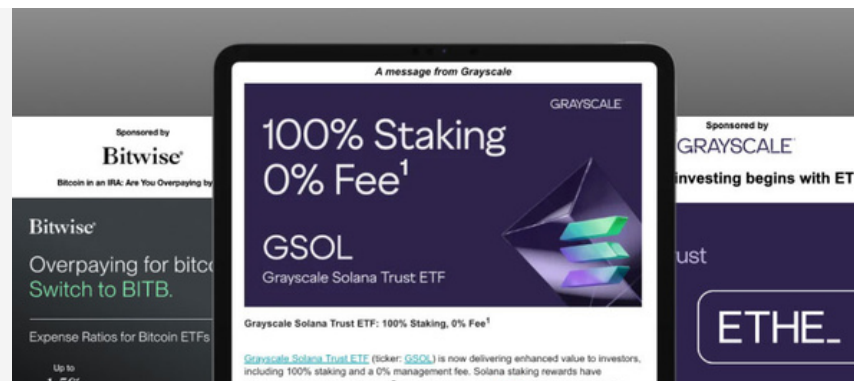 Sponsored by
Bitwise
Bitcoin in an IRA: Are You Overpaying by
Bitwise
Overpaying for bitco
Switch to BITB.
Expense Ratios for Bitcoin ETFs
Up to
A message from Grayscale
GRAYSCALE
100% Staking
0% Fee¹
GSOL
Grayscale Solana Trust ETF
Grayscale Solana Trust ETF: 100% Staking, 0% Fee¹
Grayscale Solana Trust ETF (ticker: GSOL) is now delivering enhanced value to investors,
including 100% staking and a 0% management fee. Solana staking rewards have
Sponsored by
GRAYSCALE
investing begins with ET
ust
ETHE_